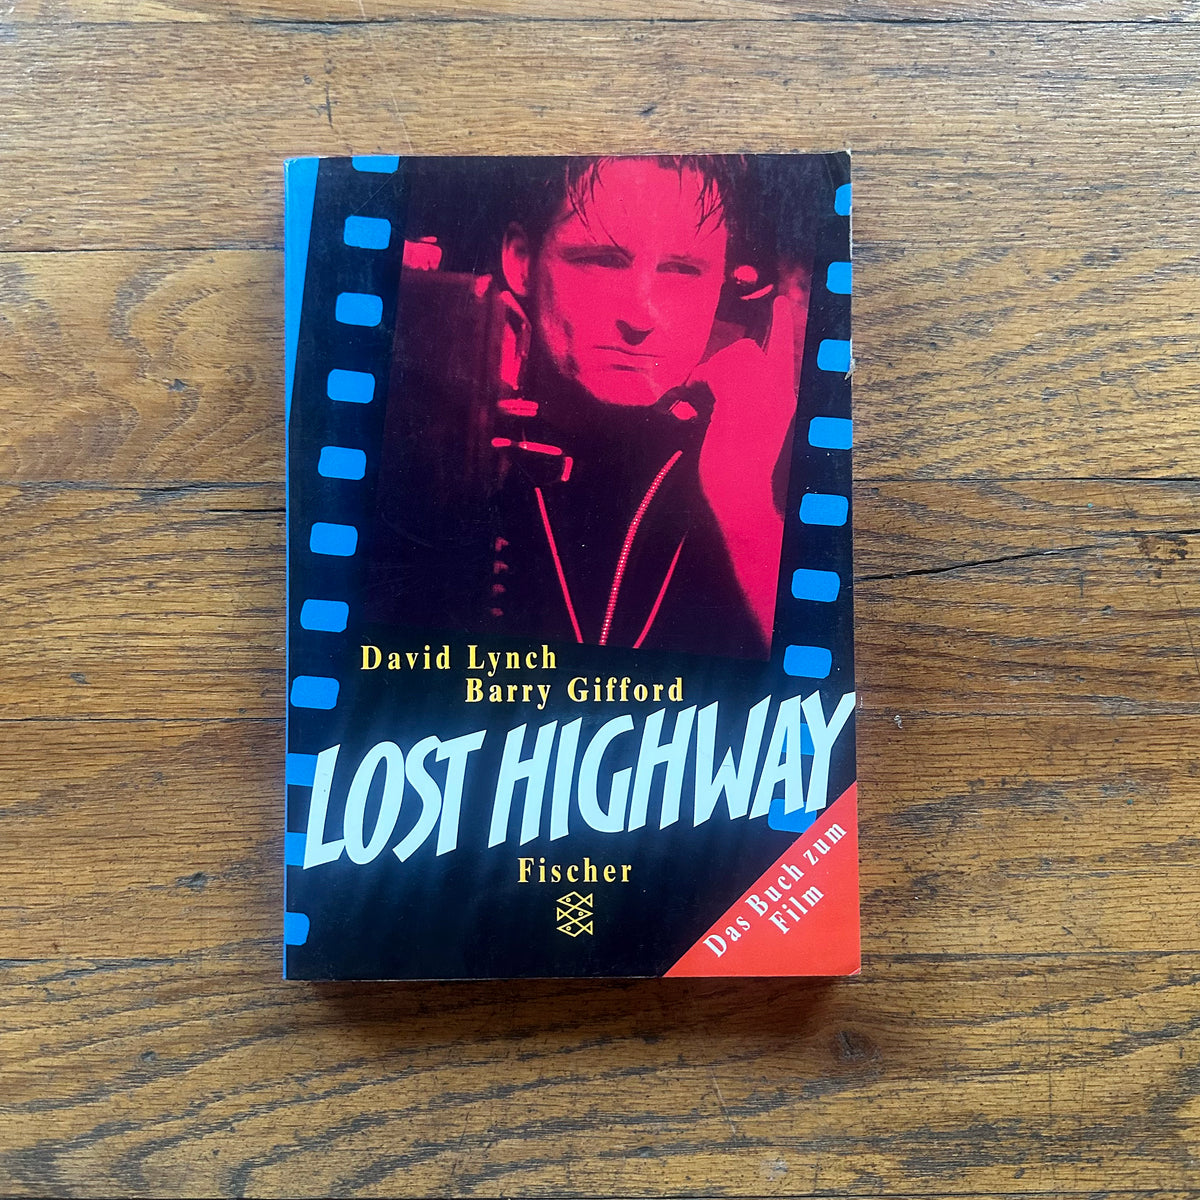 David Lynch
Barry Gifford
LOST HIGHWAY
Fischer
Das Buch zum
Film